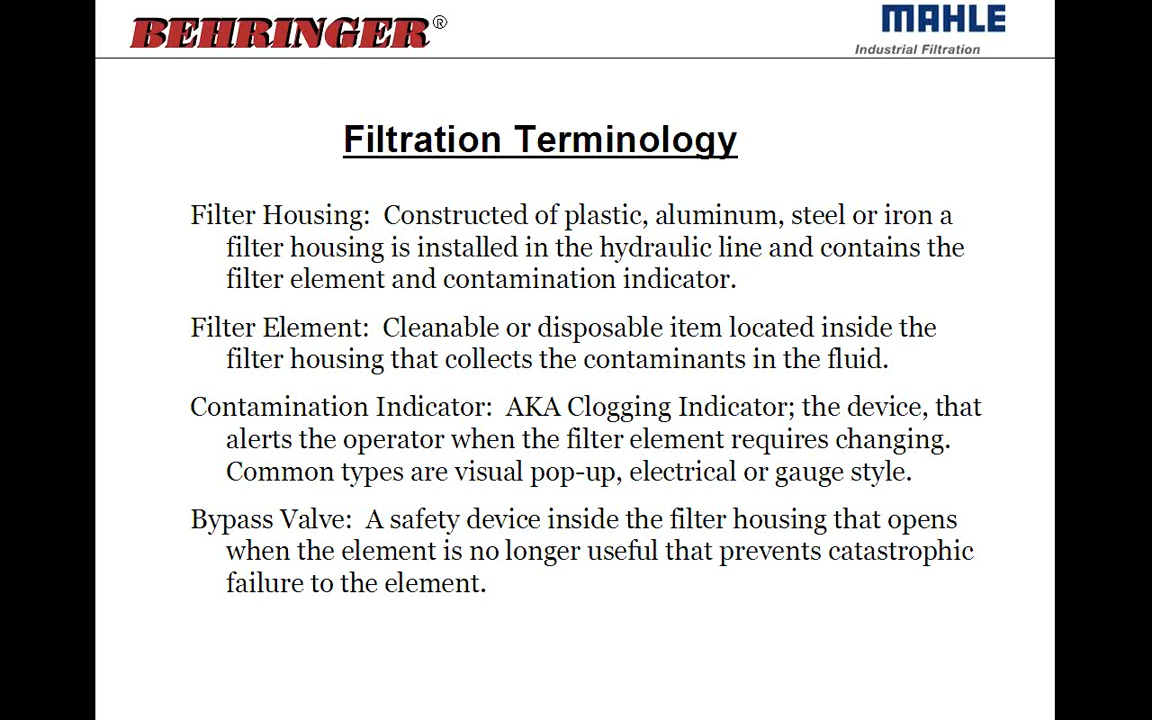 BEHRINGER®
MAHLE
Industrial Filtration
Filtration Terminology
Filter Housing: Constructed of plastic, aluminum, steel or iron a
filter housing is installed in the hydraulic line and contains the
filter element and contamination indicator.
Filter Element: Cleanable or disposable item located inside the
filter housing that collects the contaminants in the fluid.
Contamination Indicator: AKA Clogging Indicator; the device, that
alerts the operator when the filter element requires changing.
Common types are visual pop-up, electrical or gauge style.
Bypass Valve: A safety device inside the filter housing that opens
when the element is no longer useful that prevents catastrophic
failure to the element.